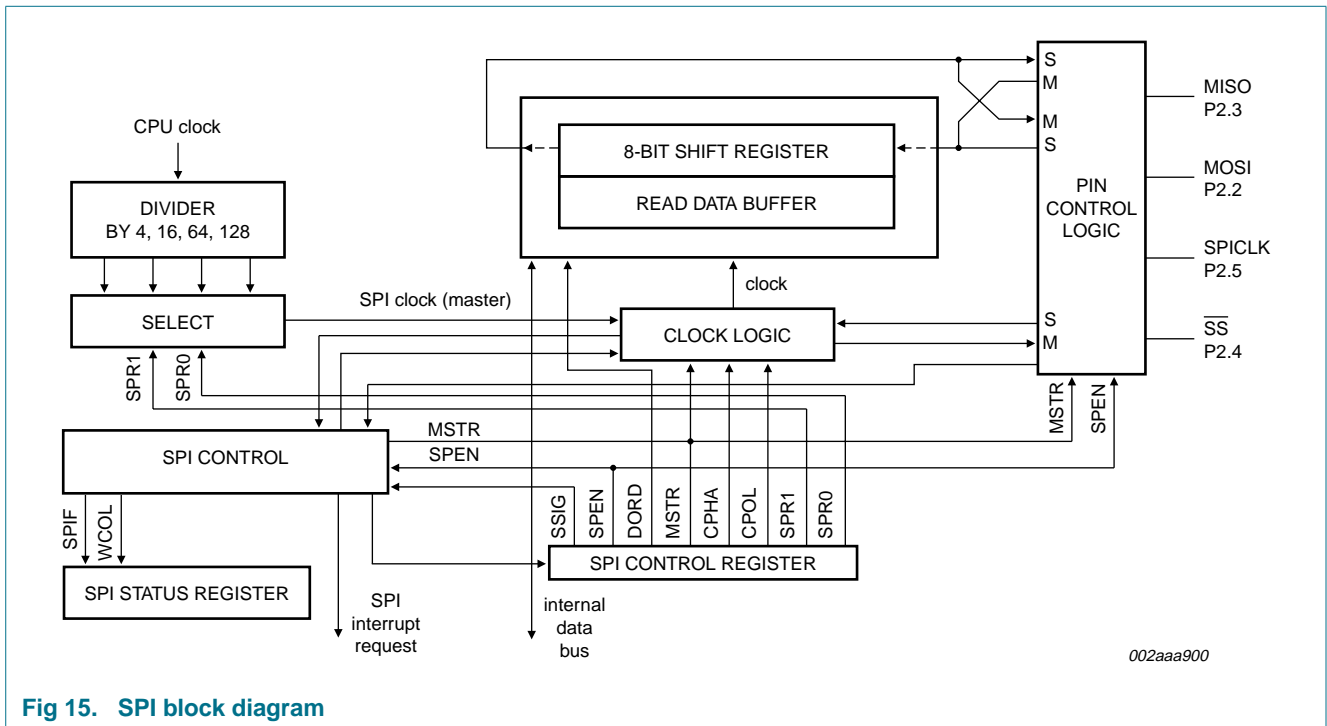 CPU clock
DIVIDER
BY 4, 16, 64, 128
SELECT
SPR1
SPR0
SPI clock (master)
8-BIT SHIFT REGISTER
READ DATA BUFFER
clock
CLOCK LOGIC
S
M
M
S
PIN
CONTROL
LOGIC
S
M
MISO
P2.3
MOSI
P2.2
SPICLK
P2.5
SS
P2.4
MSTR
SPEN
SPI CONTROL
MSTR
SPEN
SPIF
WCOL
SPI STATUS REGISTER
SSIG
SPEN
DORD
MSTR
CPHA
CPOL
SPR1
SPR0
SPI CONTROL REGISTER
SPI
interrupt
request
internal
data
bus
002aaa900
Fig 15. SPI block diagram